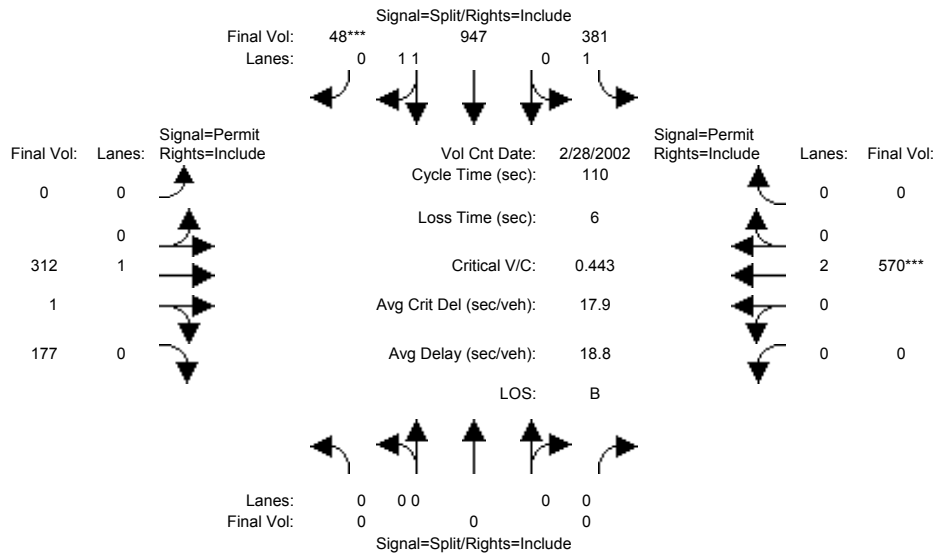 Signal=Split/Rights=Include
Final Vol: 48*** 947 381
Lanes: 0 1 1 0 1
Signal=Permit Signal=Permit
Final Vol: Lanes: Rights=Include Vol Cnt Date: 2/28/2002 Rights=Include Lanes: Final Vol:
Cycle Time (sec): 110
0 0 0 0
Loss Time (sec): 6
0 0
312 1 Critical V/C: 0.443 2 570***
1 Avg Crit Del (sec/veh): 17.9 0
177 0 Avg Delay (sec/veh): 18.8 0 0
LOS: B
Lanes: 0 0 0 0 0
Final Vol: 0 0 0
Signal=Split/Rights=Include